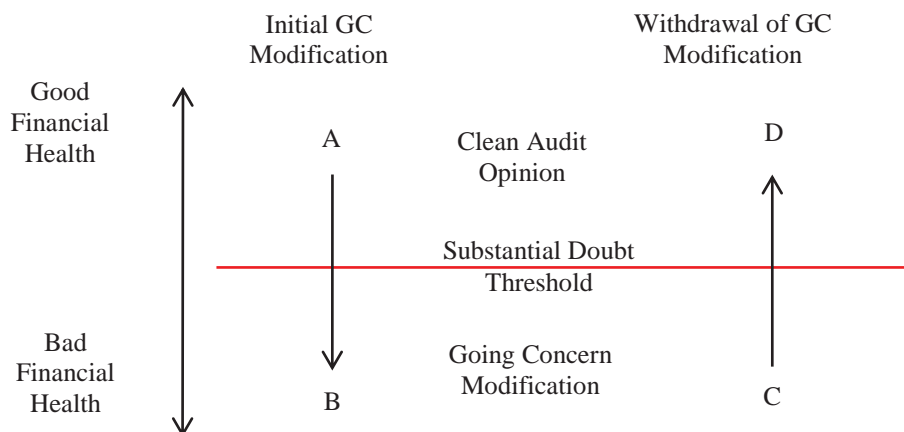 Initial GC
Modification
Withdrawal of GC
Modification
Good
Financial
Health
A
Clean Audit
Opinion
D
Substantial Doubt
Threshold
Bad
Financial
Health
B
Going Concern
Modification
C